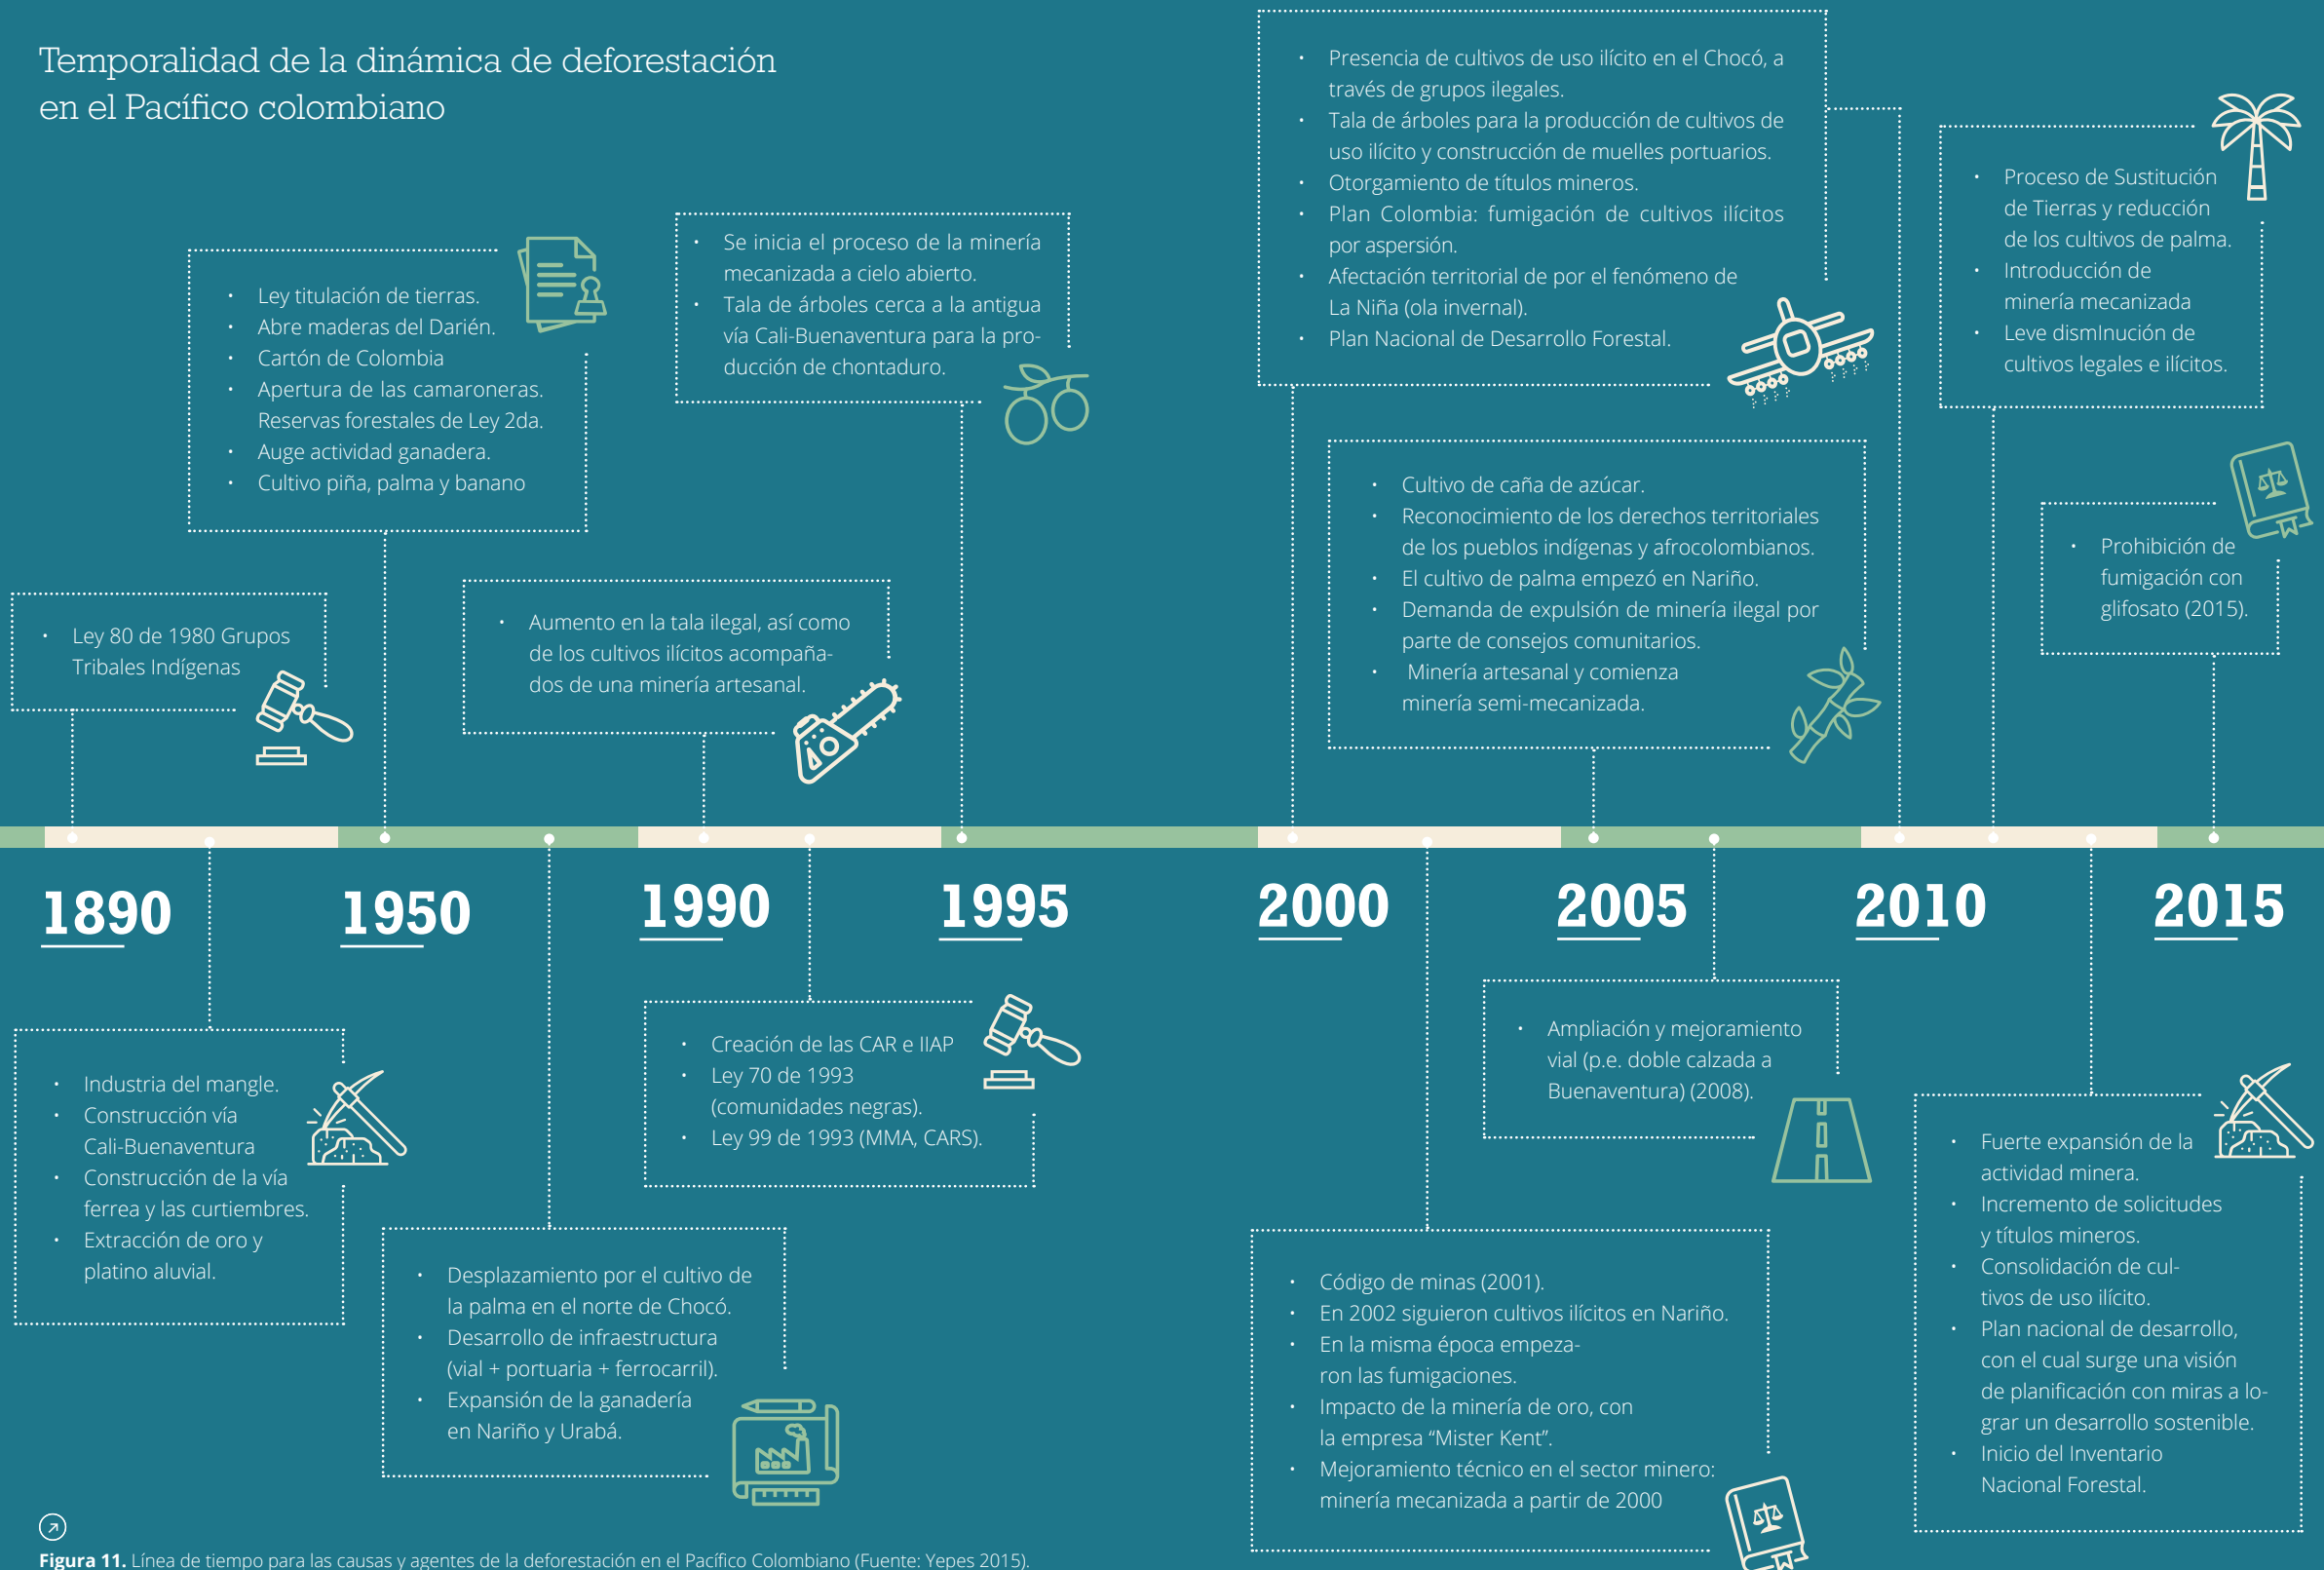 Temporalidad de la dinámica de deforestación
en el Pacífico colombiano
• Ley 80 de 1980 Grupos
Tribales Indígenas
• Ley titulación de tierras.
• Abre maderas del Darién.
• Cartón de Colombia
• Apertura de las camaroneras.
Reservas forestales de Ley 2da.
• Auge actividad ganadera.
• Cultivo piña, palma y banano
• Aumento en la tala ilegal, así como
de los cultivos ilícitos acompaña-
dos de una minería artesanal.
• Se inicia el proceso de la minería
mecanizada a cielo abierto.
• Tala de árboles cerca a la antigua
vía Cali-Buenaventura para la pro-
ducción de chontaduro.
• Presencia de cultivos de uso ilícito en el Chocó, a
través de grupos ilegales.
• Tala de árboles para la producción de cultivos de
uso ilícito y construcción de muelles portuarios.
• Otorgamiento de títulos mineros.
• Plan Colombia: fumigación de cultivos ilícitos
por aspersión.
• Afectación territorial de por el fenómeno de
La Niña (ola invernal).
• Plan Nacional de Desarrollo Forestal.
• Cultivo de caña de azúcar.
• Reconocimiento de los derechos territoriales
de los pueblos indígenas y afrocolombianos.
• El cultivo de palma empezó en Nariño.
• Demanda de expulsión de minería ilegal por
parte de consejos comunitarios.
• Minería artesanal y comienza
minería semi-mecanizada.
• Proceso de Sustitución
de Tierras y reducción
de los cultivos de palma.
• Introducción de
minería mecanizada
• Leve dismInución de
cultivos legales e ilícitos.
• Prohibición de
fumigación con
glifosato (2015).
1890
1950
1990
1995
2000
2005
2010
2015
• Industria del mangle.
• Construcción vía
Cali-Buenaventura
• Construcción de la vía
ferrea y las curtiembres.
• Extracción de oro y
platino aluvial.
• Desplazamiento por el cultivo de
la palma en el norte de Chocó.
• Desarrollo de infraestructura
(vial + portuaria + ferrocarril).
• Expansión de la ganadería
en Nariño y Urabá.
• Creación de las CAR e IIAP
• Ley 70 de 1993
(comunidades negras).
• Ley 99 de 1993 (MMA, CARS).
• Código de minas (2001).
• En 2002 siguieron cultivos ilícitos en Nariño.
• En la misma época empeza-
ron las fumigaciones.
• Impacto de la minería de oro, con
la empresa “Mister Kent”.
• Mejoramiento técnico en el sector minero:
minería mecanizada a partir de 2000
• Ampliación y mejoramiento
vial (p.e. doble calzada a
Buenaventura) (2008).
• Fuerte expansión de la
actividad minera.
• Incremento de solicitudes
y títulos mineros.
• Consolidación de cul-
tivos de uso ilícito.
• Plan nacional de desarrollo,
con el cual surge una visión
de planificación con miras a lo-
grar un desarrollo sostenible.
• Inicio del Inventario
Nacional Forestal.
Figura 11. Línea de tiempo para las causas y agentes de la deforestación en el Pacífico Colombiano (Fuente: Yepes 2015).